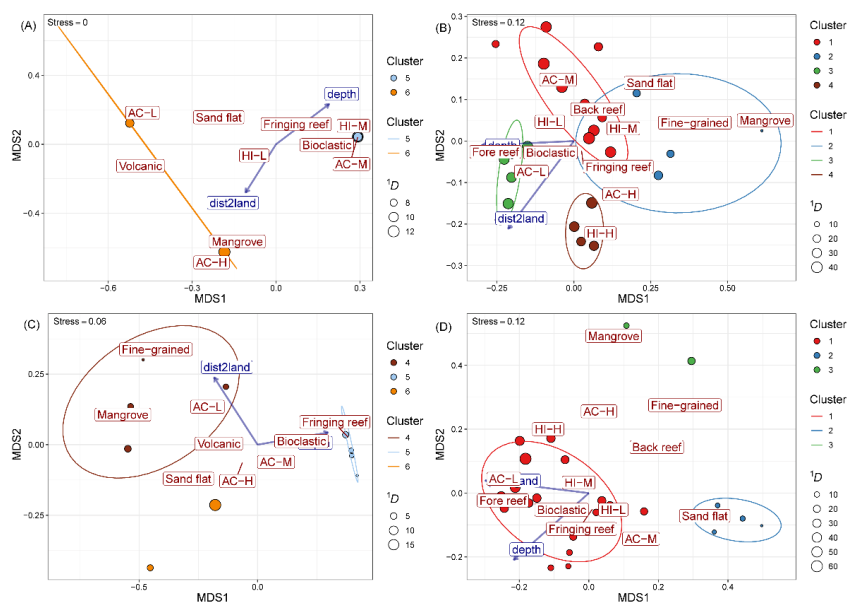 (A)
Stress = 0
depth
AC−L
Sand flat
Fringing reef
HI−M
Bioclastic
HI−L
AC−M
Volcanic
dist2land
Mangrove
AC−H
0.4
0.0
−0.4
MDS2
−0.6
−0.3
0.0
0.3
MDS1
Cluster
5
6
Cluster
5
6
¹D
8
10
12
(B)
Stress = 0.12
AC−M
Sand flat
Back reef
Fine−grained
Mangrove
HI−L
HI−M
depth
Fore reef
Bioclastic
Fringing reef
AC−L
AC−H
dist2land
HI−H
0.3
0.2
0.1
0.0
−0.1
−0.2
−0.3
MDS2
−0.25
0.00
0.25
0.50
MDS1
Cluster
1
2
3
4
Cluster
1
2
3
4
¹D
10
20
30
40
(C)
Stress = 0.06
Fine−grained
dist2land
Mangrove
AC−L
Fringing reef
Volcanic
Bioclastic
AC−M
Sand flat
AC−H
0.25
0.00
−0.25
MDS2
−0.5
0.0
MDS1
Cluster
4
5
6
Cluster
4
5
6
¹D
5
10
15
(D)
Stress = 0.12
Mangrove
AC−H
Fine−grained
HI−H
Back reef
AC−L
HI−M
Fore reef
Bioclastic
HI−L
Sand flat
Fringing reef
AC−M
depth
0.4
0.2
0.0
−0.2
MDS2
−0.3
0.0
0.3
0.6
MDS1
Cluster
1
2
3
Cluster
1
2
3
¹D
10
20
30
40
50
60